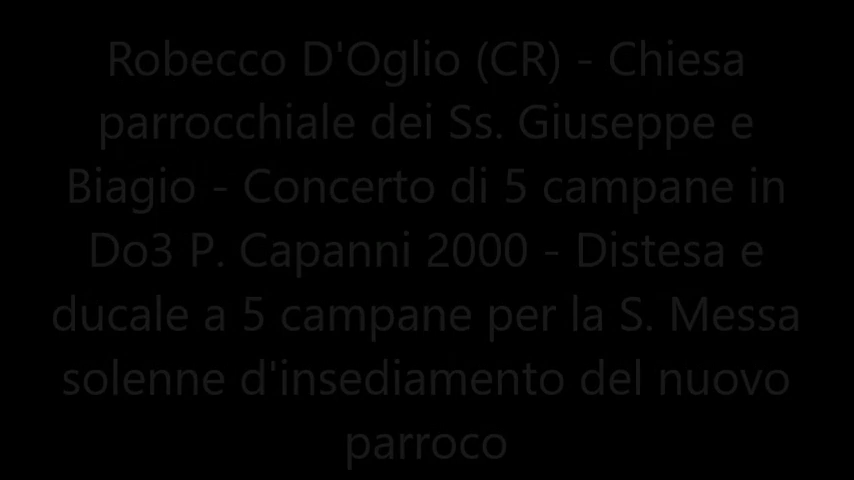 Robecco D'Oglio (CR) - Chiesa
parrocchiale dei Ss. Giuseppe e
Biagio - Concerto di 5 campane in
Do3 P. Capanni 2000 - Distesa e
ducale a 5 campane per la S. Messa
solenne d'insediamento del nuovo
parroco